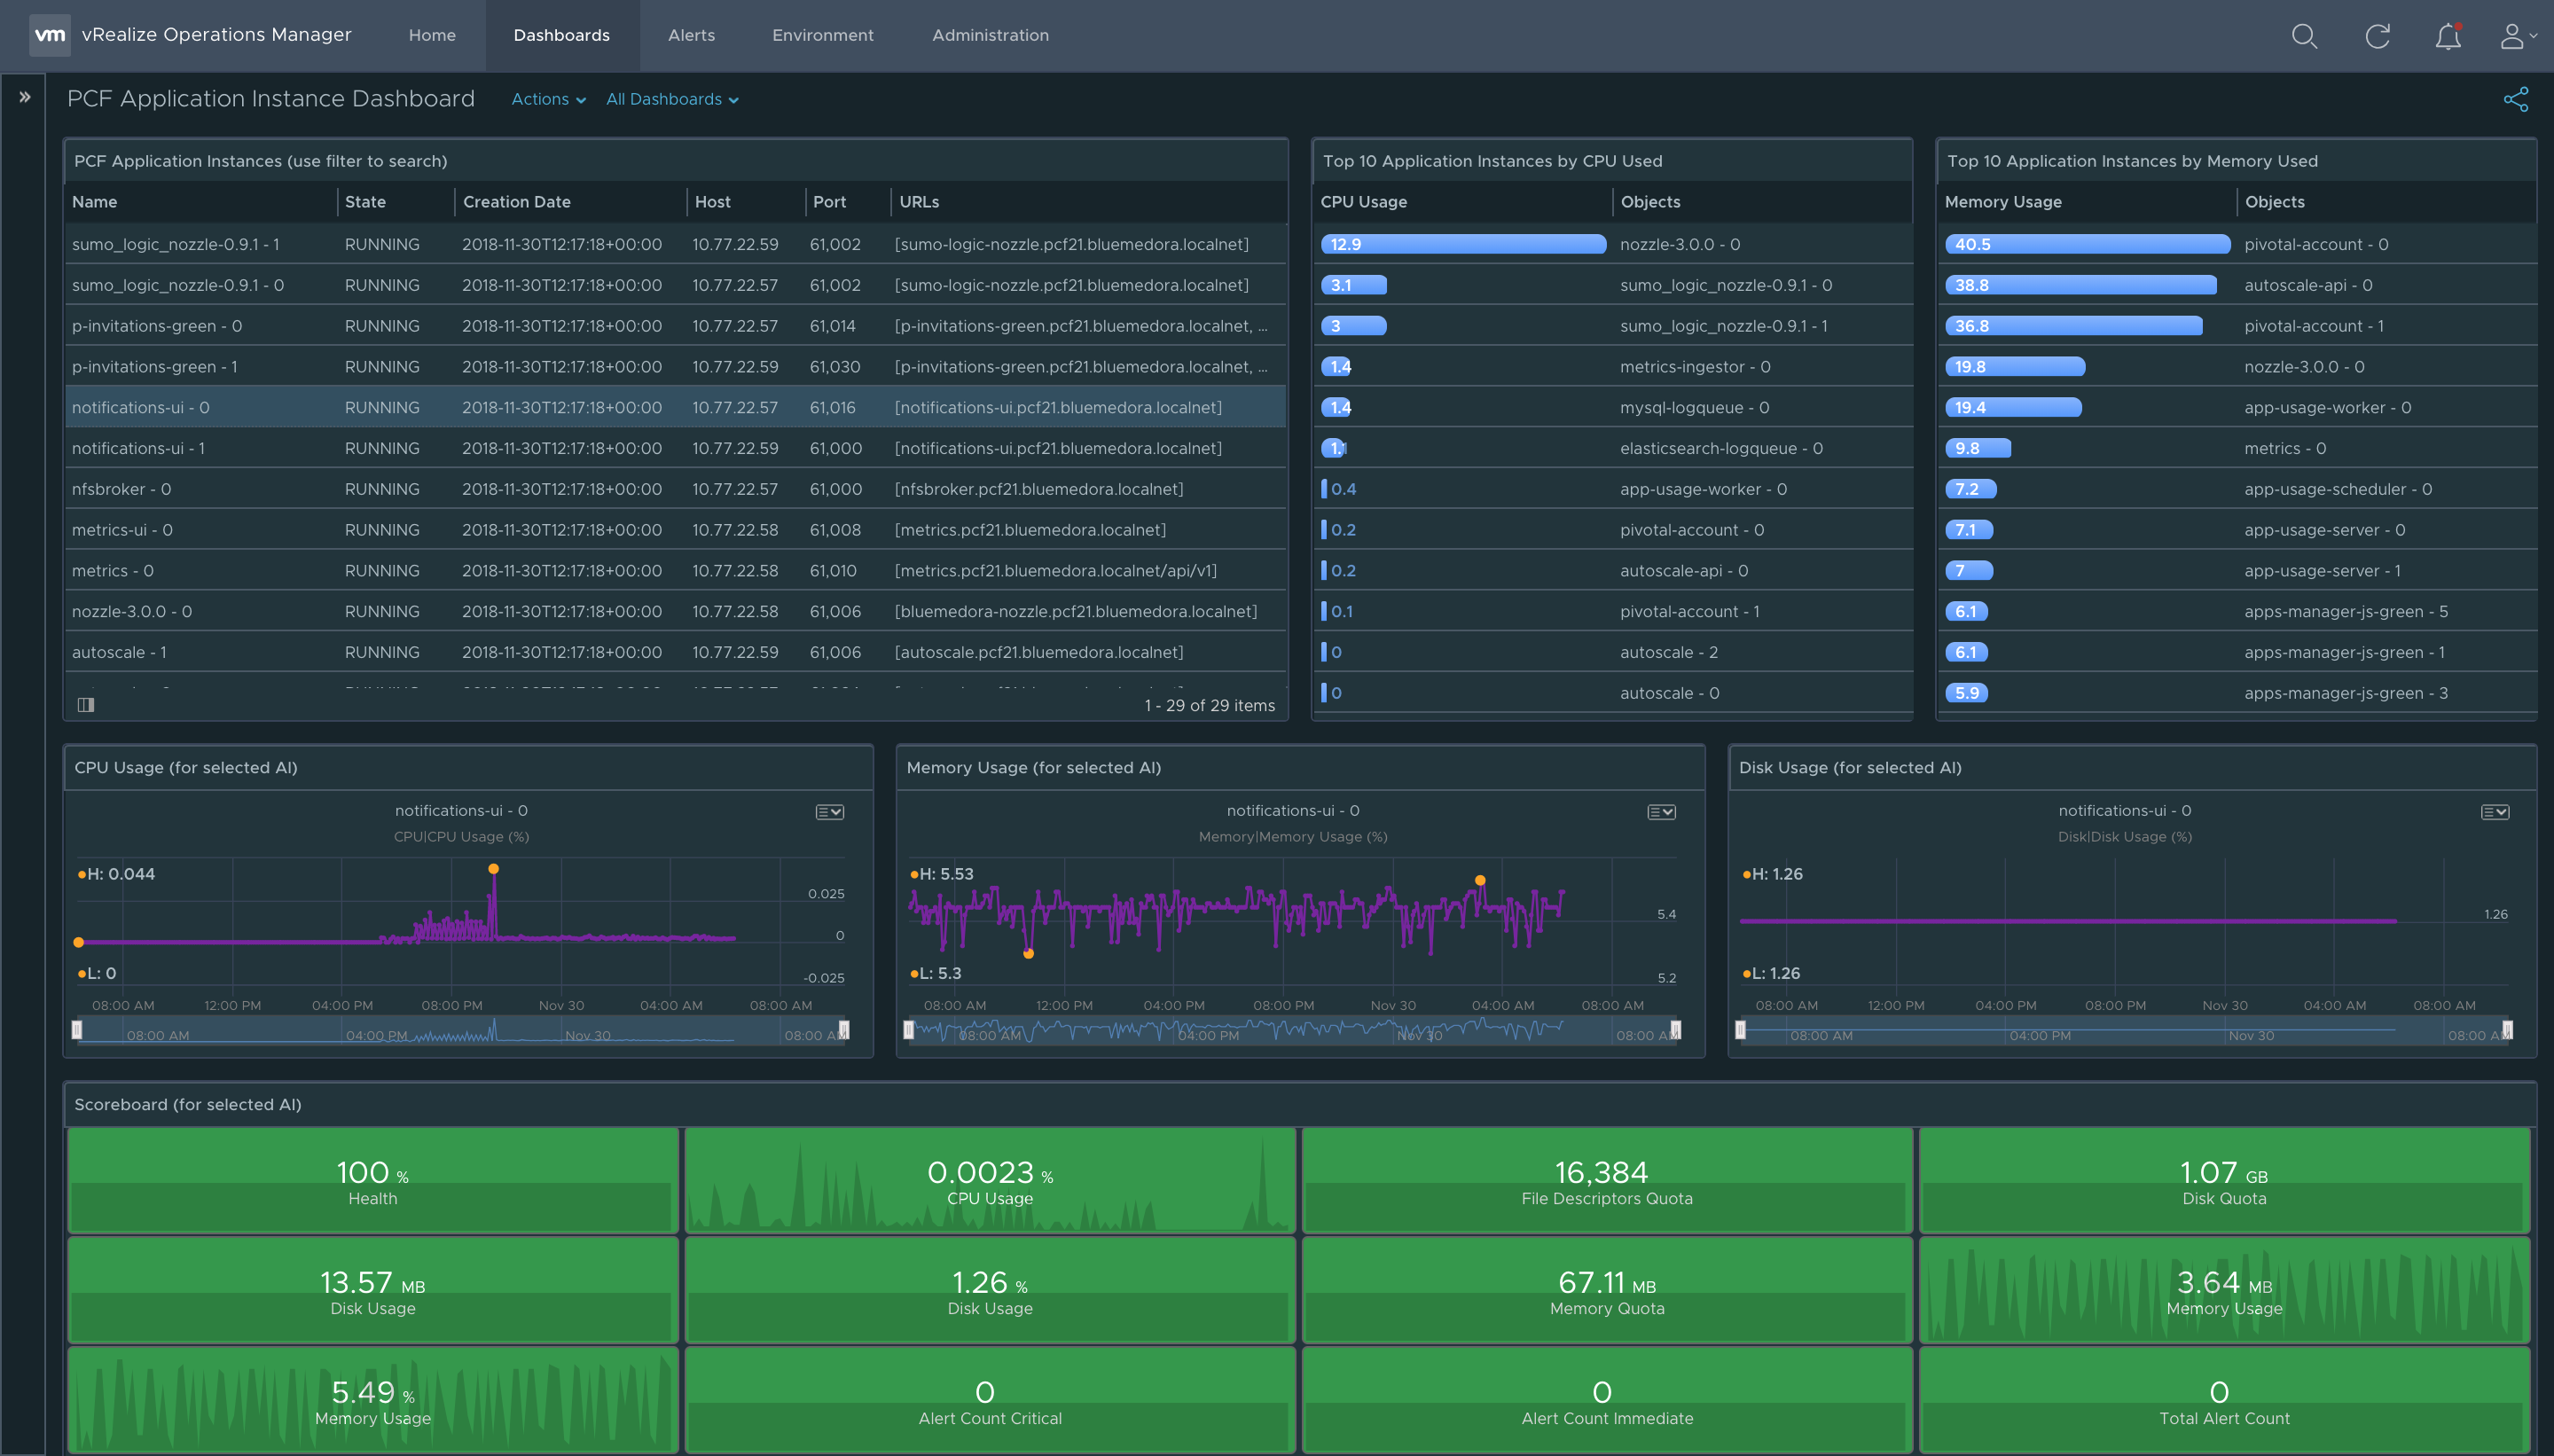 vm vRealize Operations Manager Home Dashboards Alerts Environment Administration
PCF Application Instance Dashboard Actions All Dashboards
PCF Application Instances (use filter to search)
Name State Creation Date Host Port URLs
sumo_logic_nozzle-0.9.1 - 1 RUNNING 2018-11-30T12:17:18+00:00 10.77.22.59 61,002 [sumo-logic-nozzle.pcf21.bluemedora.localnet]
sumo_logic_nozzle-0.9.1 - 0 RUNNING 2018-11-30T12:17:18+00:00 10.77.22.57 61,002 [sumo-logic-nozzle.pcf21.bluemedora.localnet]
p-invitations-green - 0 RUNNING 2018-11-30T12:17:18+00:00 10.77.22.57 61,014 [p-invitations-green.pcf21.bluemedora.localnet, ...
p-invitations-green - 1 RUNNING 2018-11-30T12:17:18+00:00 10.77.22.59 61,030 [p-invitations-green.pcf21.bluemedora.localnet, ...
notifications-ui - 0 RUNNING 2018-11-30T12:17:18+00:00 10.77.22.57 61,016 [notifications-ui.pcf21.bluemedora.localnet]
notifications-ui - 1 RUNNING 2018-11-30T12:17:18+00:00 10.77.22.59 61,000 [notifications-ui.pcf21.bluemedora.localnet]
nfsbroker - 0 RUNNING 2018-11-30T12:17:18+00:00 10.77.22.57 61,000 [nfsbroker.pcf21.bluemedora.localnet]
metrics-ui - 0 RUNNING 2018-11-30T12:17:18+00:00 10.77.22.58 61,008 [metrics.pcf21.bluemedora.localnet]
metrics - 0 RUNNING 2018-11-30T12:17:18+00:00 10.77.22.58 61,010 [metrics.pcf21.bluemedora.localnet/api/v1]
nozzle-3.0.0 - 0 RUNNING 2018-11-30T12:17:18+00:00 10.77.22.58 61,006 [bluemedora-nozzle.pcf21.bluemedora.localnet]
autoscale - 1 RUNNING 2018-11-30T12:17:18+00:00 10.77.22.59 61,006 [autoscale.pcf21.bluemedora.localnet]
1 - 29 of 29 items
Top 10 Application Instances by CPU Used
CPU Usage Objects
12.9 nozzle-3.0.0 - 0
3.1 sumo_logic_nozzle-0.9.1 - 0
3 sumo_logic_nozzle-0.9.1 - 1
1.4 metrics-ingestor - 0
1.4 mysql-logqueue - 0
1.1 elasticsearch-logqueue - 0
0.4 app-usage-worker - 0
0.2 pivotal-account - 0
0.2 autoscale-api - 0
0.1 pivotal-account - 1
0 autoscale - 2
0 autoscale - 0
Top 10 Application Instances by Memory Used
Memory Usage Objects
40.5 pivotal-account - 0
38.8 autoscale-api - 0
36.8 pivotal-account - 1
19.8 nozzle-3.0.0 - 0
19.4 app-usage-worker - 0
9.8 metrics - 0
7.2 app-usage-scheduler - 0
7.1 app-usage-server - 0
7 app-usage-server - 1
6.1 apps-manager-js-green - 5
6.1 apps-manager-js-green - 1
5.9 apps-manager-js-green - 3
CPU Usage (for selected AI)
notifications-ui - 0
CPU|CPU Usage (%)
H: 0.044
0.025
0
L: 0
-0.025
08:00 AM 12:00 PM 04:00 PM 08:00 PM Nov 30 04:00 AM 08:00 AM
08:00 AM 04:00 PM Nov 30 08:00 AM
Memory Usage (for selected AI)
notifications-ui - 0
Memory|Memory Usage (%)
H: 5.53
5.4
L: 5.3
5.2
08:00 AM 12:00 PM 04:00 PM 08:00 PM Nov 30 04:00 AM 08:00 AM
08:00 AM 04:00 PM Nov 30 08:00 AM
Disk Usage (for selected AI)
notifications-ui - 0
Disk|Disk Usage (%)
H: 1.26
1.26
L: 1.26
08:00 AM 12:00 PM 04:00 PM 08:00 PM Nov 30 04:00 AM 08:00 AM
08:00 AM 04:00 PM Nov 30 08:00 AM
Scoreboard (for selected AI)
100 %
Health
0.0023 %
CPU Usage
16,384
File Descriptors Quota
1.07 GB
Disk Quota
13.57 MB
Disk Usage
1.26 %
Disk Usage
67.11 MB
Memory Quota
3.64 MB
Memory Usage
5.49 %
Memory Usage
0
Alert Count Critical
0
Alert Count Immediate
0
Total Alert Count